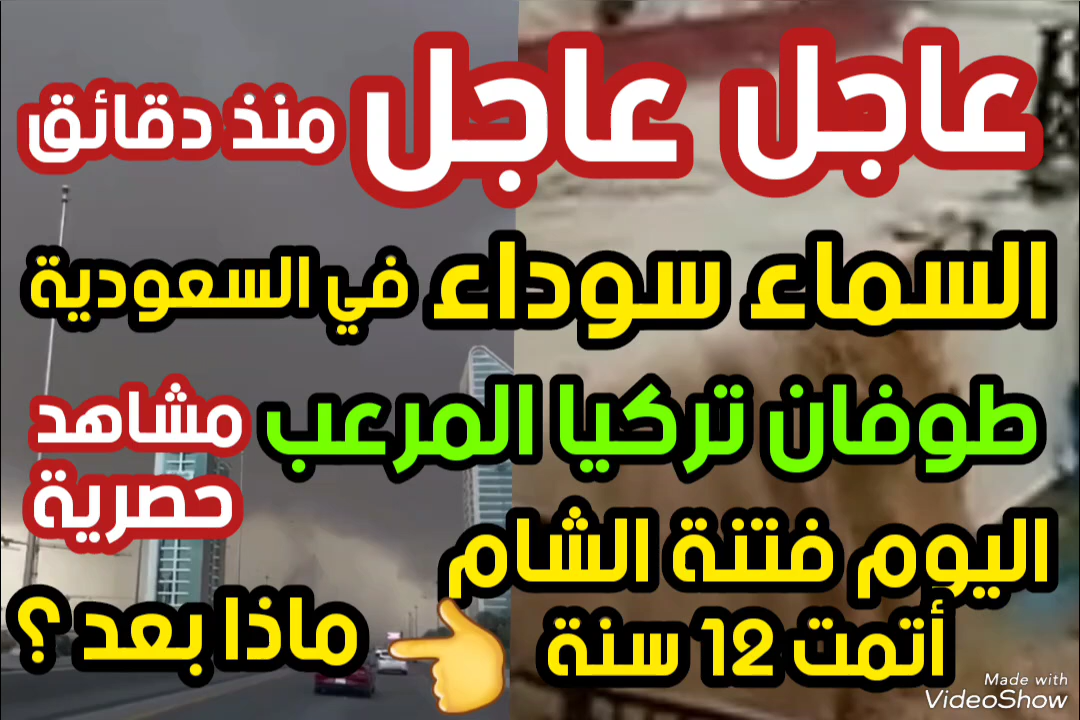 عاجل عاجل منذ دقائق
السماء سوداء في السعودية
طوفان تركيا المرعب
مشاهد
حصرية
اليوم فتنة الشام
أتمت 12 سنة
ماذا بعد ؟
Made with
VideoShow